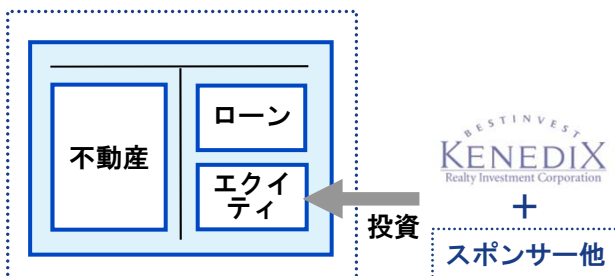 不動産
ローン
エクイ
ティ
投資
BESTINVEST
KENEDIX
Realty Investment Corporation
+
スポンサー他